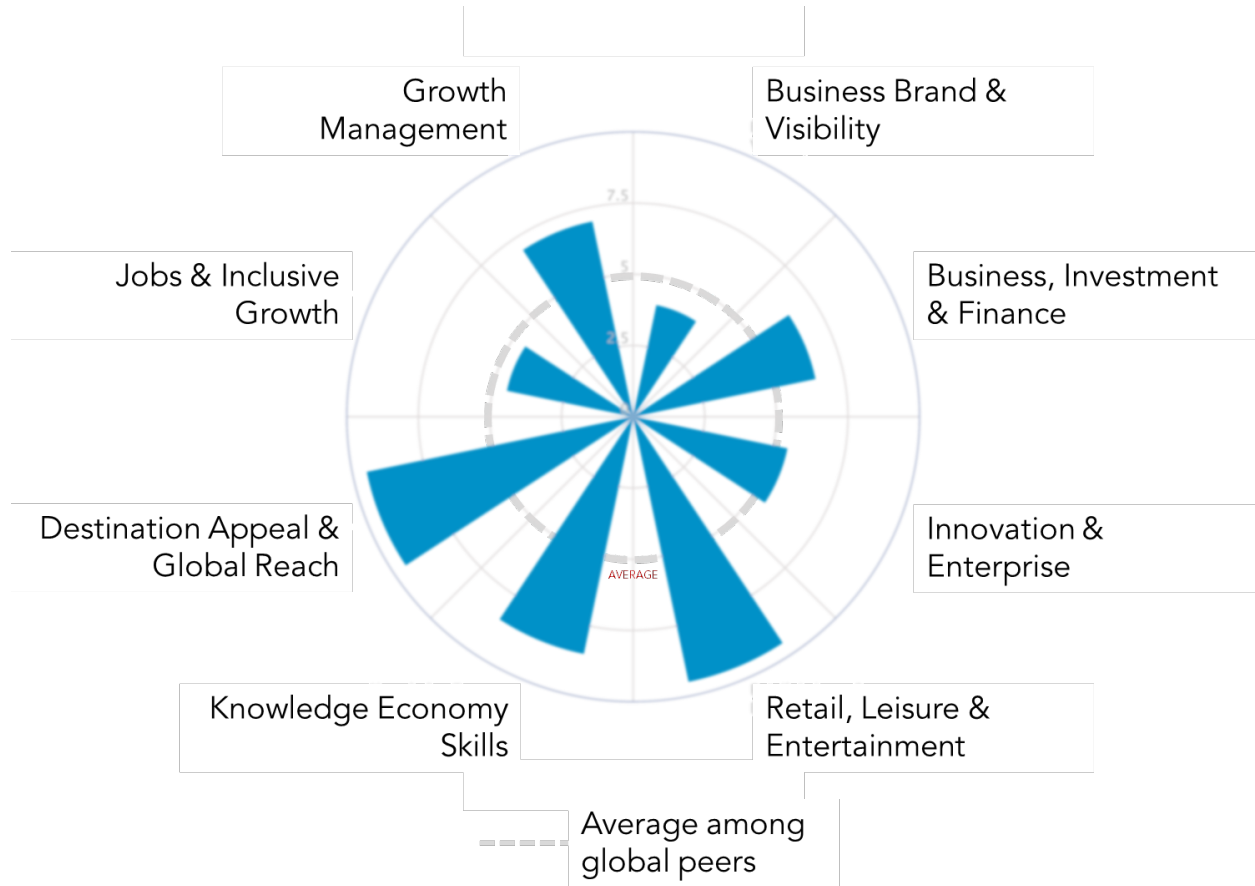 Growth
Management
Business Brand &
Visibility
7.5
Jobs & Inclusive
Growth
Business, Investment
& Finance
5
2.5
Destination Appeal &
Global Reach
Innovation &
Enterprise
AVERAGE
Knowledge Economy
Skills
Retail, Leisure &
Entertainment
Average among
global peers